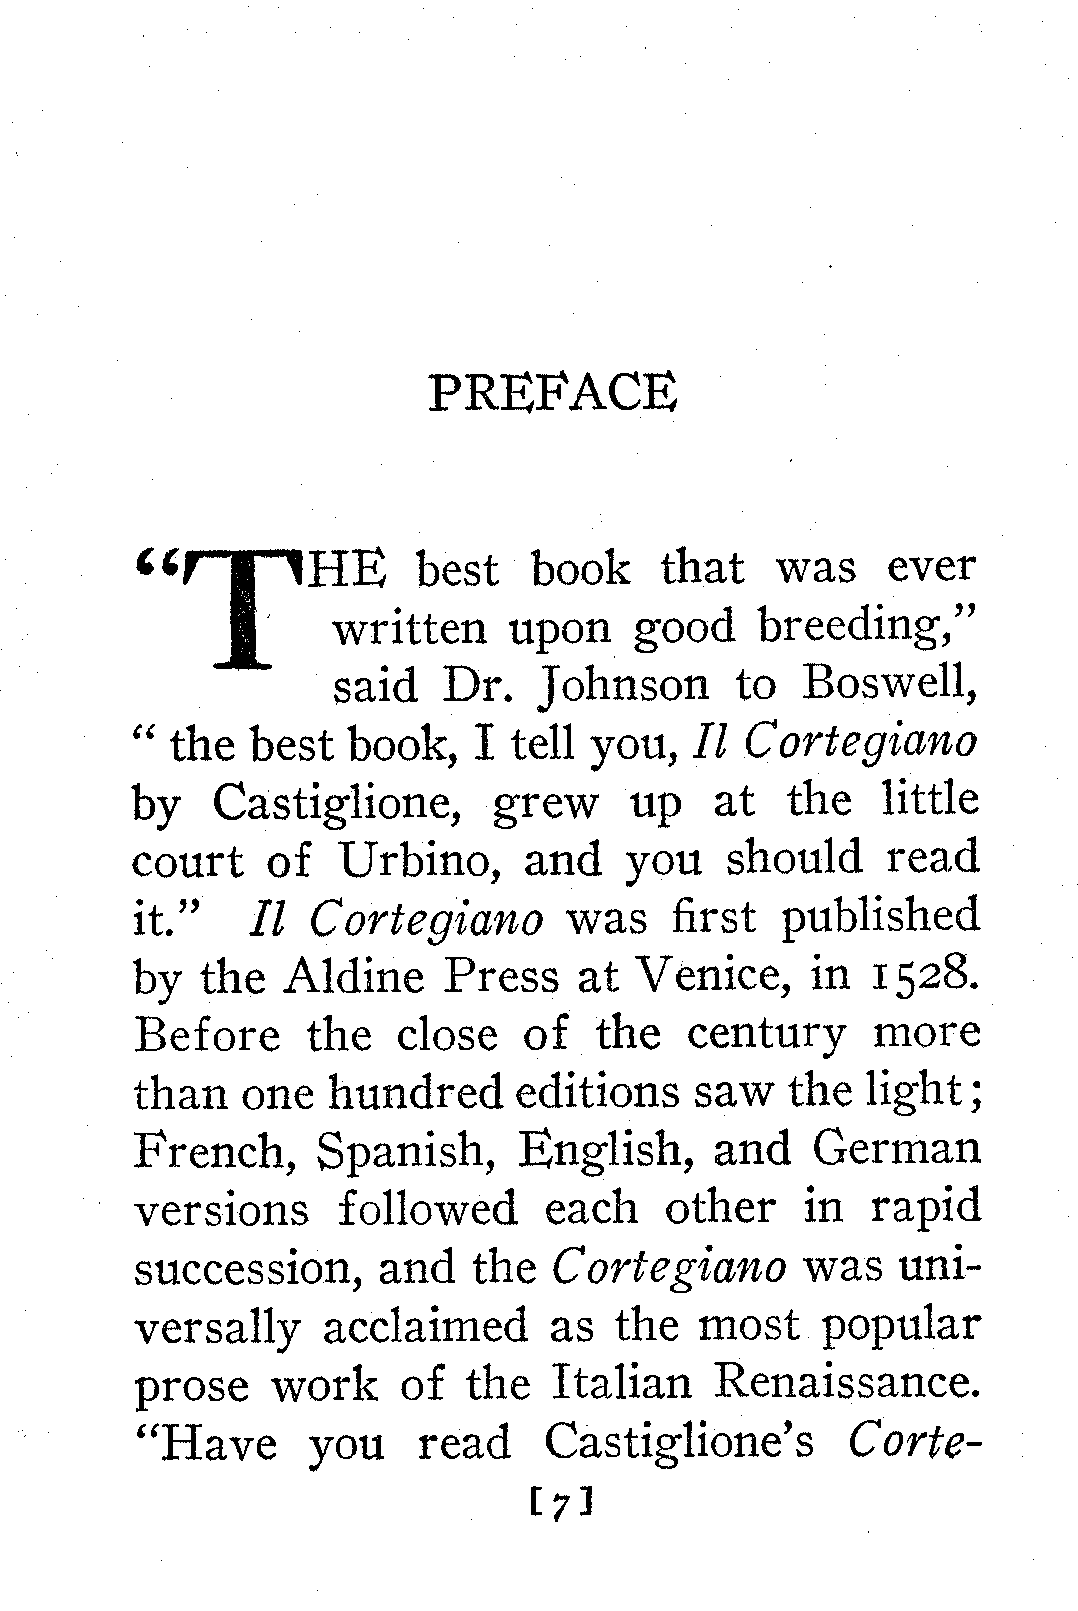 PREFACE
“THE best book that was ever
written upon good breeding,”
said Dr. Johnson to Boswell,
“ the best book, I tell you, Il Cortegiano
by Castiglione, grew up at the little
court of Urbino, and you should read
it.” Il Cortegiano was first published
by the Aldine Press at Venice, in 1528.
Before the close of the century more
than one hundred editions saw the light;
French, Spanish, English, and German
versions followed each other in rapid
succession, and the Cortegiano was uni-
versally acclaimed as the most popular
prose work of the Italian Renaissance.
“Have you read Castiglione’s Corte-
[7]